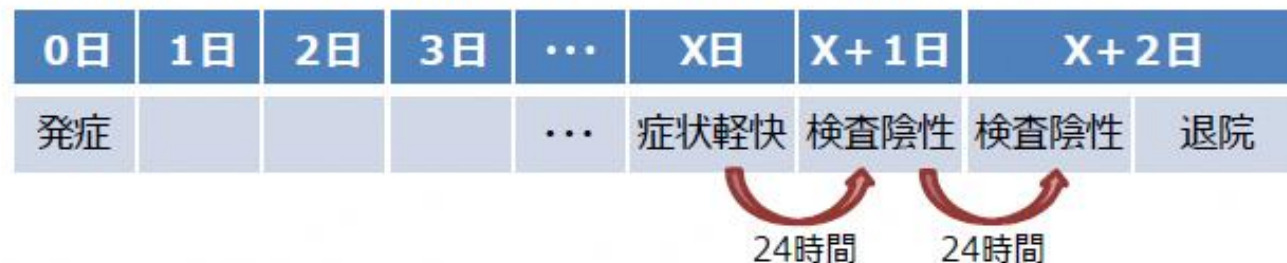 0日 1日 2日 3日 ・・・ X日 X+1日 X+2日
発症 ・・・ 症状軽快 検査陰性 検査陰性 退院
24時間 24時間